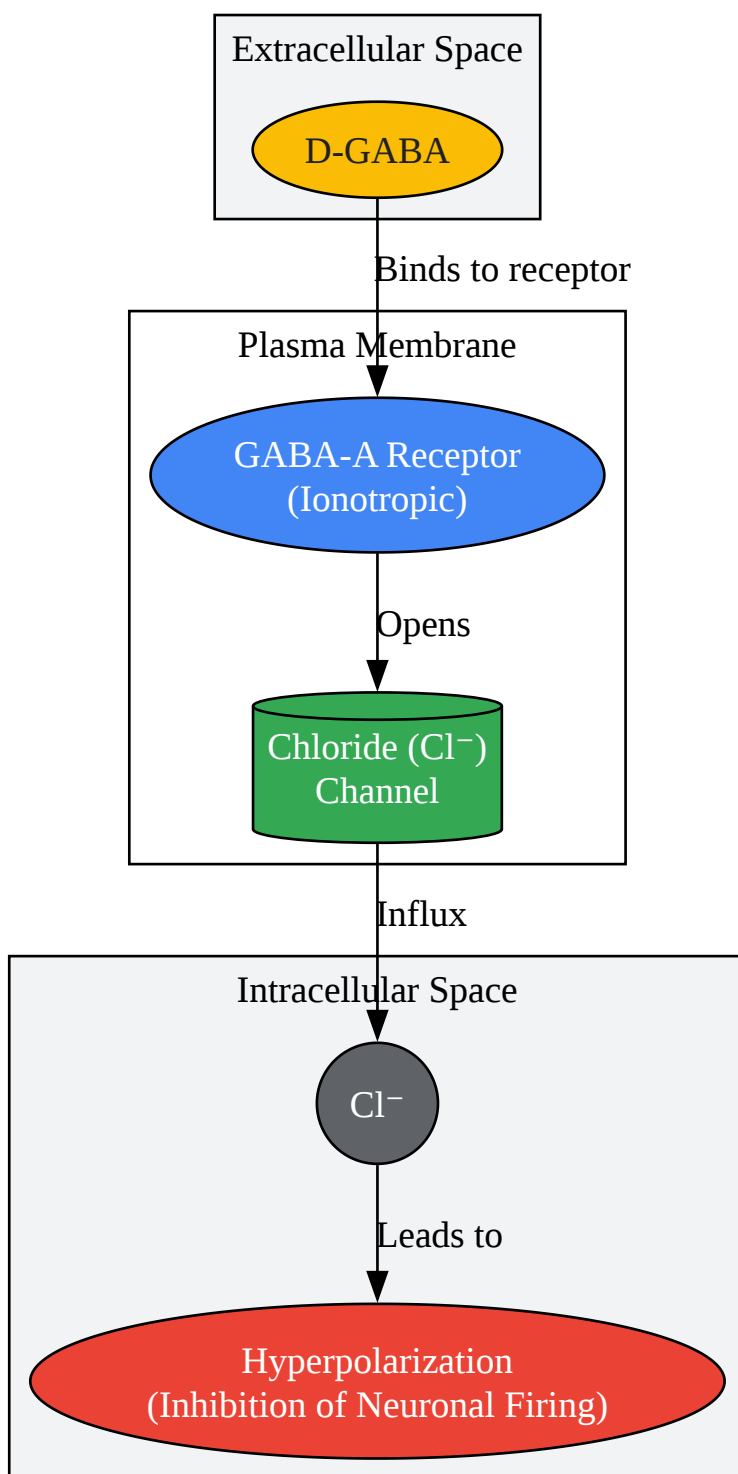 Extracellular Space
D-GABA
Binds to receptor
Plasma Membrane
GABA-A Receptor
(Ionotropic)
Opens
Chloride (Cl⁻)
Channel
Influx
Intracellular Space
Cl⁻
Leads to
Hyperpolarization
(Inhibition of Neuronal Firing)